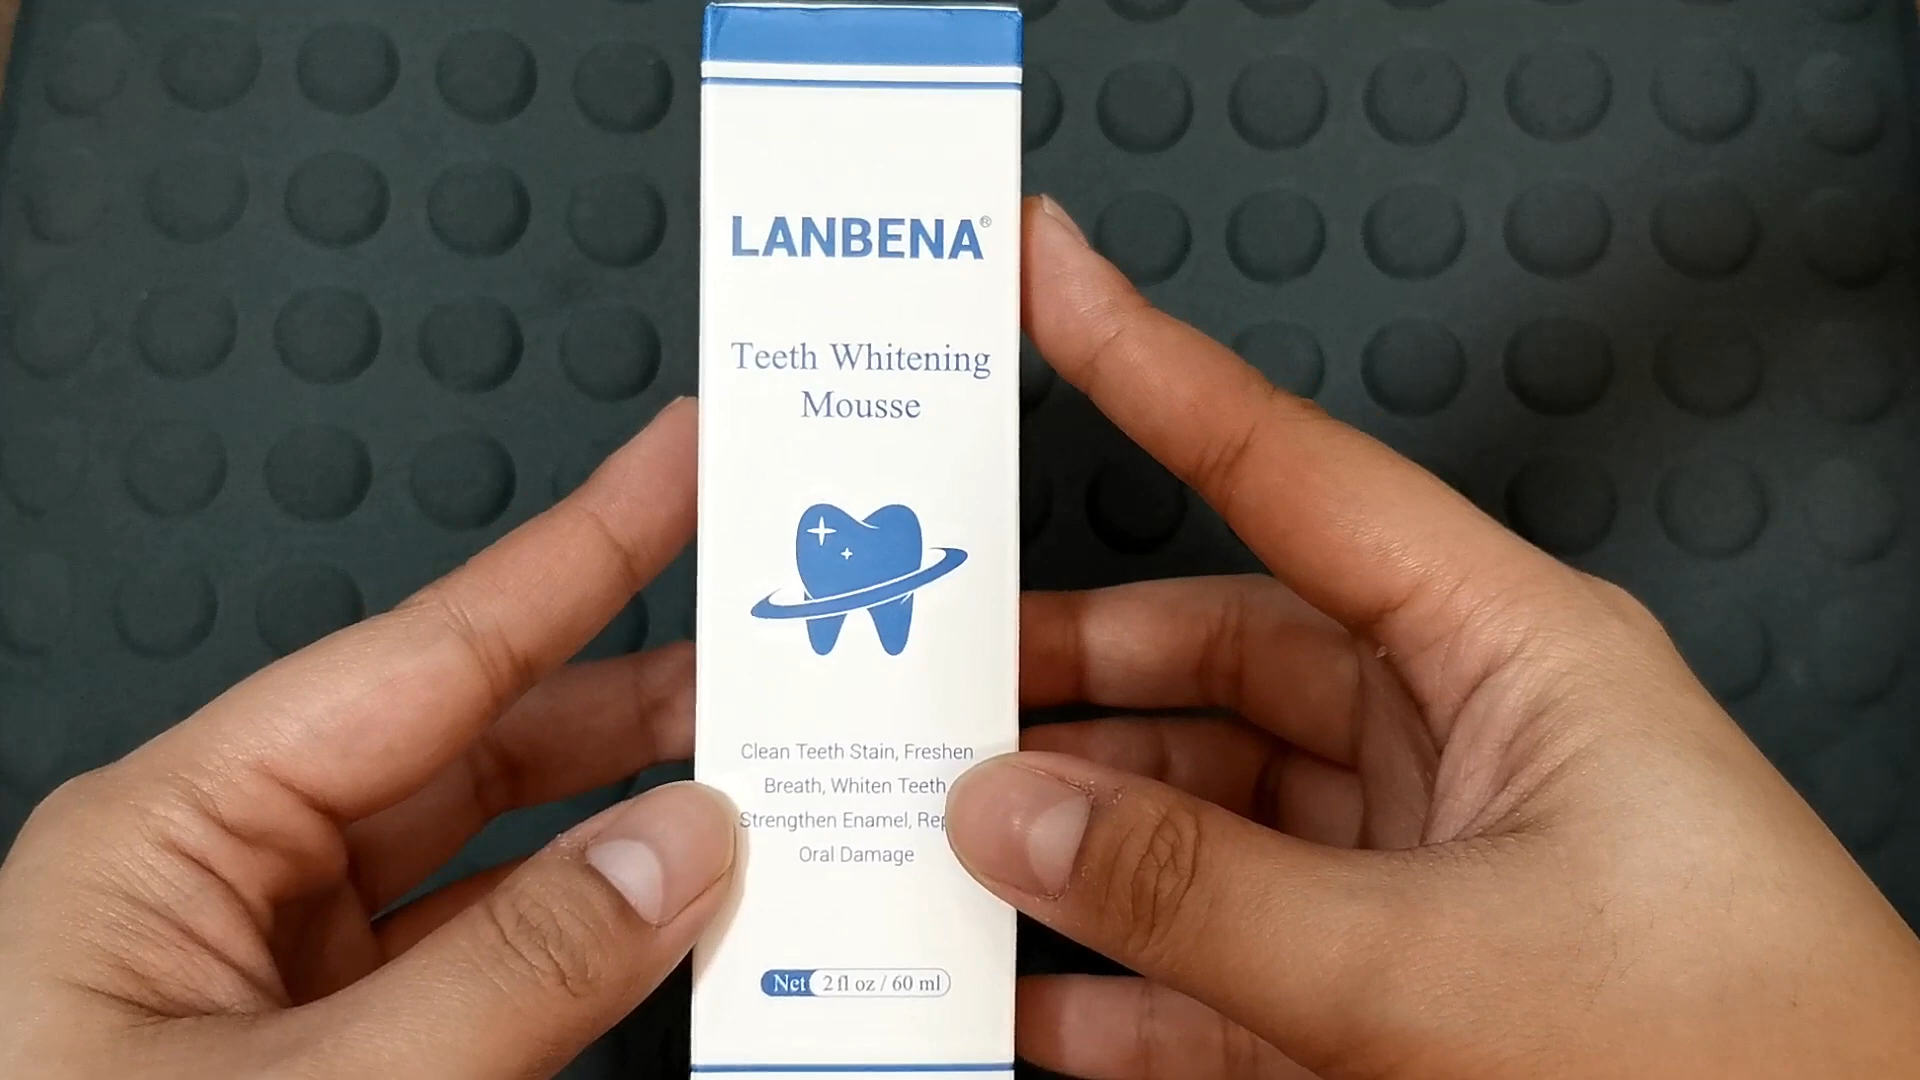 LANBENA®
Teeth Whitening
Mousse
Clean Teeth Stain, Freshen
Breath, Whiten Teeth
Strengthen Enamel,
Oral Damage
Net 2 fl oz / 60 ml